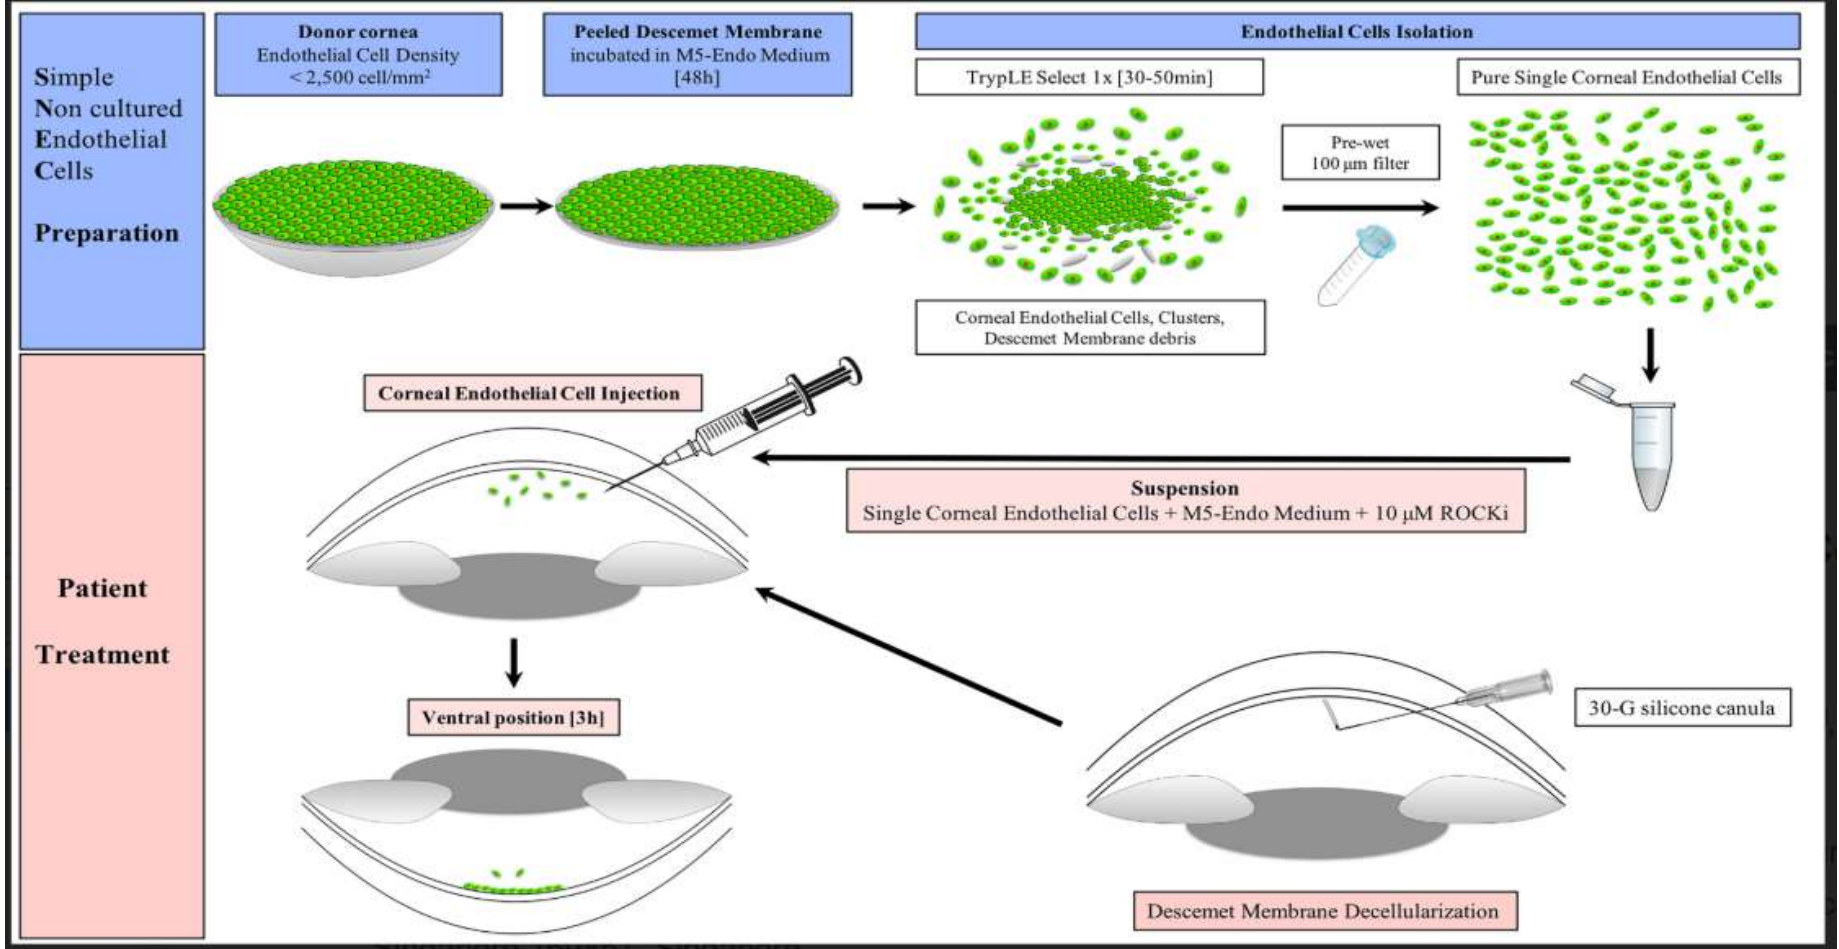 Simple
Non cultured
Endothelial
Cells
Preparation
Donor cornea
Endothelial Cell Density
< 2,500 cell/mm²
Peeled Descemet Membrane
incubated in M5-Endo Medium
[48h]
Endothelial Cells Isolation
TrypLE Select 1x [30-50min]
Pre-wet
100 µm filter
Pure Single Corneal Endothelial Cells
Corneal Endothelial Cells, Clusters,
Descemet Membrane debris
Patient
Treatment
Corneal Endothelial Cell Injection
Suspension
Single Corneal Endothelial Cells + M5-Endo Medium + 10 µM ROCKi
Ventral position [3h]
30-G silicone canula
Descemet Membrane Decellularization